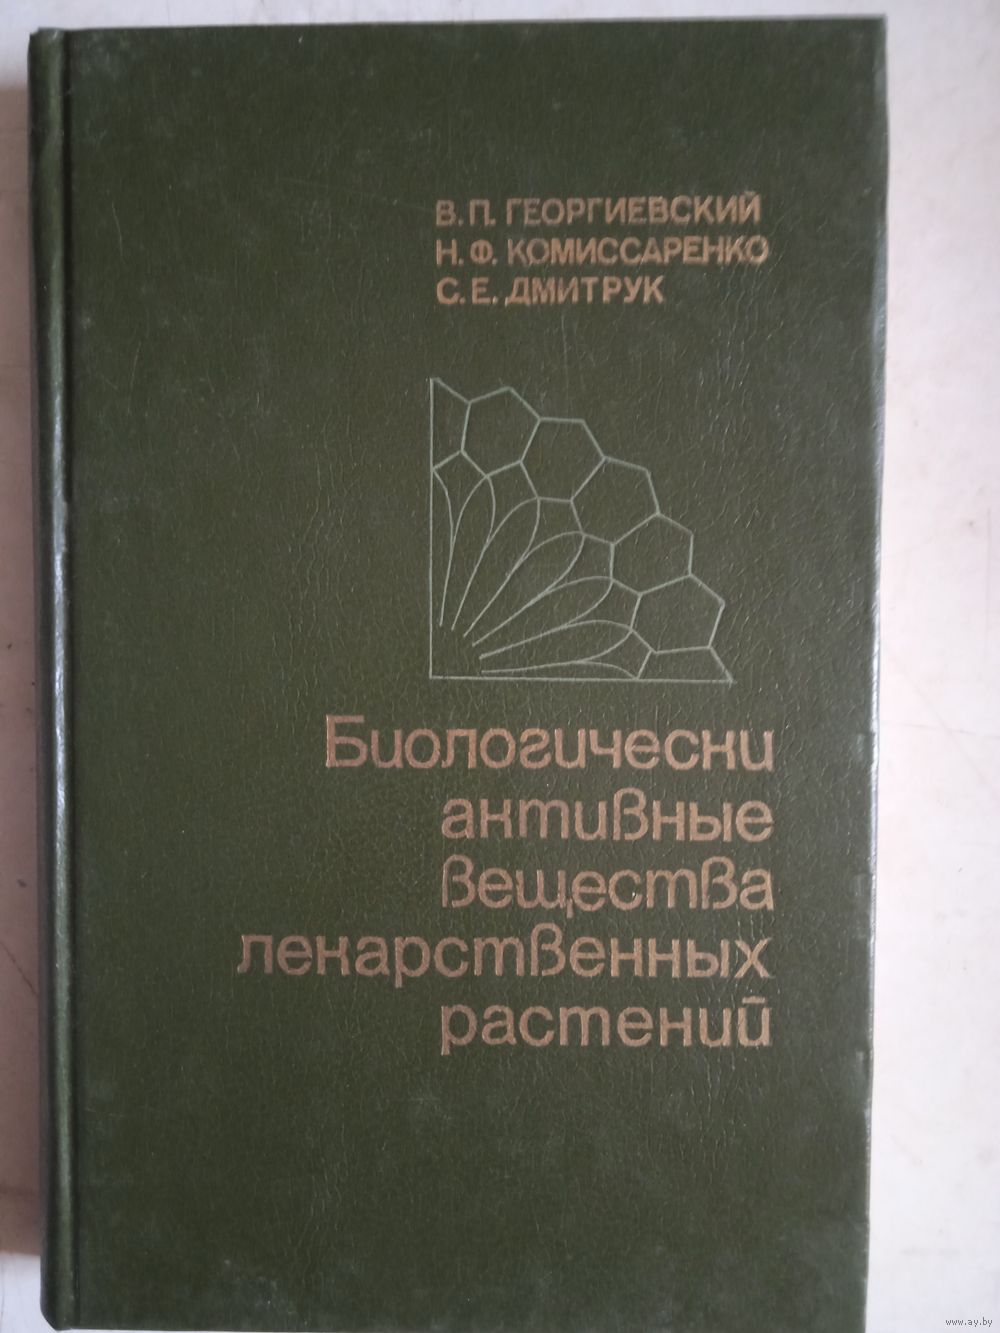 В. П. ГЕОРГИЕВСКИЙ
Н. Ф. КОМИССАРЕНКО
С. Е. ДМИТРУК
Биологически
активные
вещества
лекарственных
растений
www.ay.by